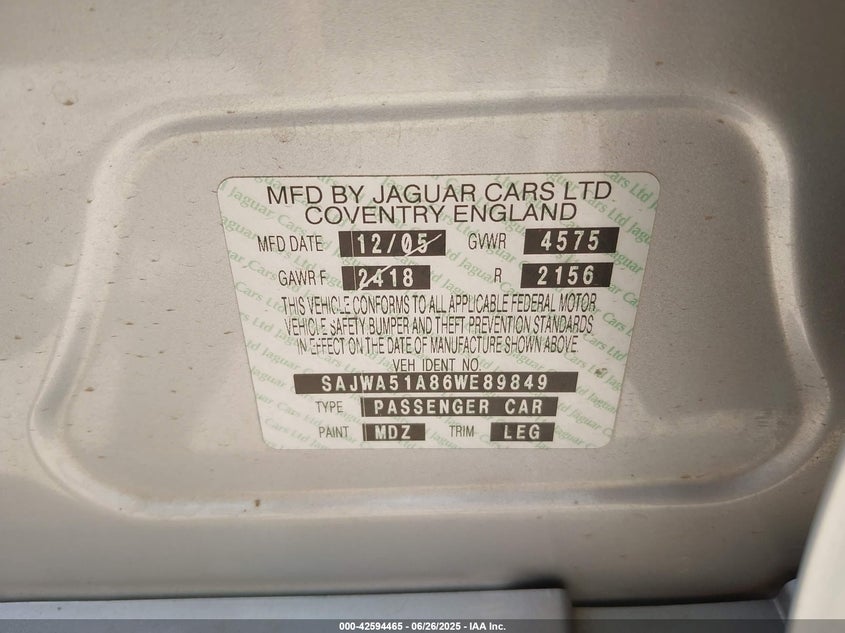 MFD BY JAGUAR CARS LTD
COVENTRY ENGLAND
MFD DATE 12/05 GVWR 4575
GAWR F 2418 R 2156
THIS VEHICLE CONFORMS TO ALL APPLICABLE FEDERAL MOTOR
VEHICLE SAFETY BUMPER AND THEFT PREVENTION STANDARDS
IN EFFECT ON THE DATE OF MANUFACTURE SHOWN ABOVE.
VEH IDENT NO.
SAJWA51A86WE89849
TYPE PASSENGER CAR
PAINT MDZ TRIM LEG
000-42594465 - 06/26/2025 - IAA Inc.